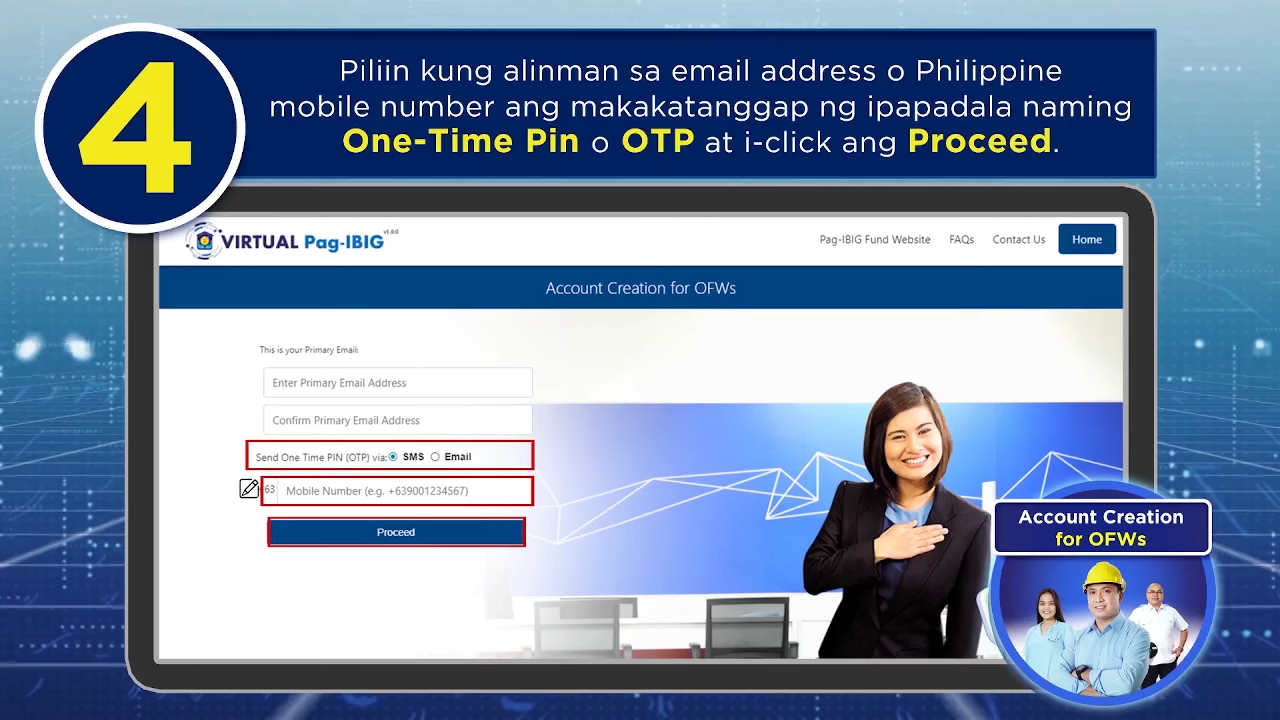 4
Piliin kung alinman sa email address o Philippine
mobile number ang makakatanggap ng ipapadala naming
One-Time Pin o OTP at i-click ang Proceed.
VIRTUAL Pag-IBIG v1.0.0
Pag-IBIG Fund Website FAQs Contact Us Home
Account Creation for OFWs
This is your Primary Email:
Enter Primary Email Address
Confirm Primary Email Address
Send One Time PIN (OTP) via: SMS Email
63 Mobile Number (e.g. +639001234567)
Proceed
Account Creation
for OFWs